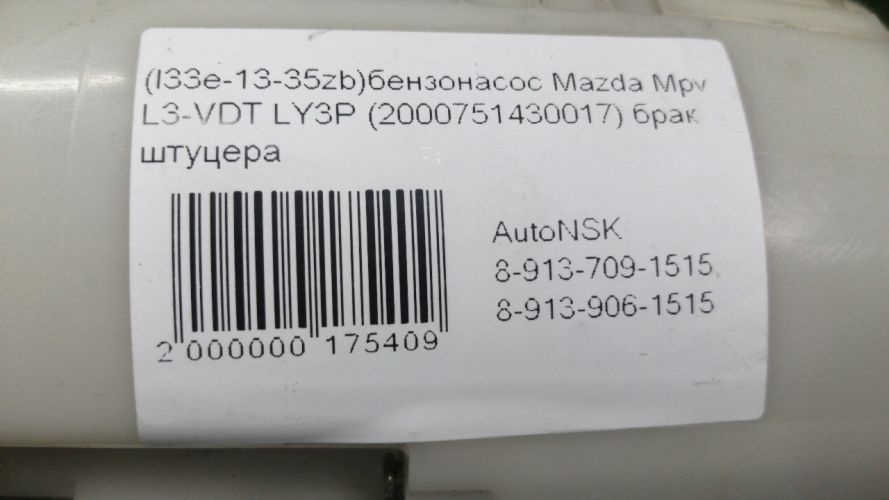 (l33e-13-35zb)бензонасос Mazda Mpv
L3-VDT LY3P (2000751430017) брак
штуцера
AutoNSK
8-913-709-1515,
8-913-906-1515
2 000000 175409